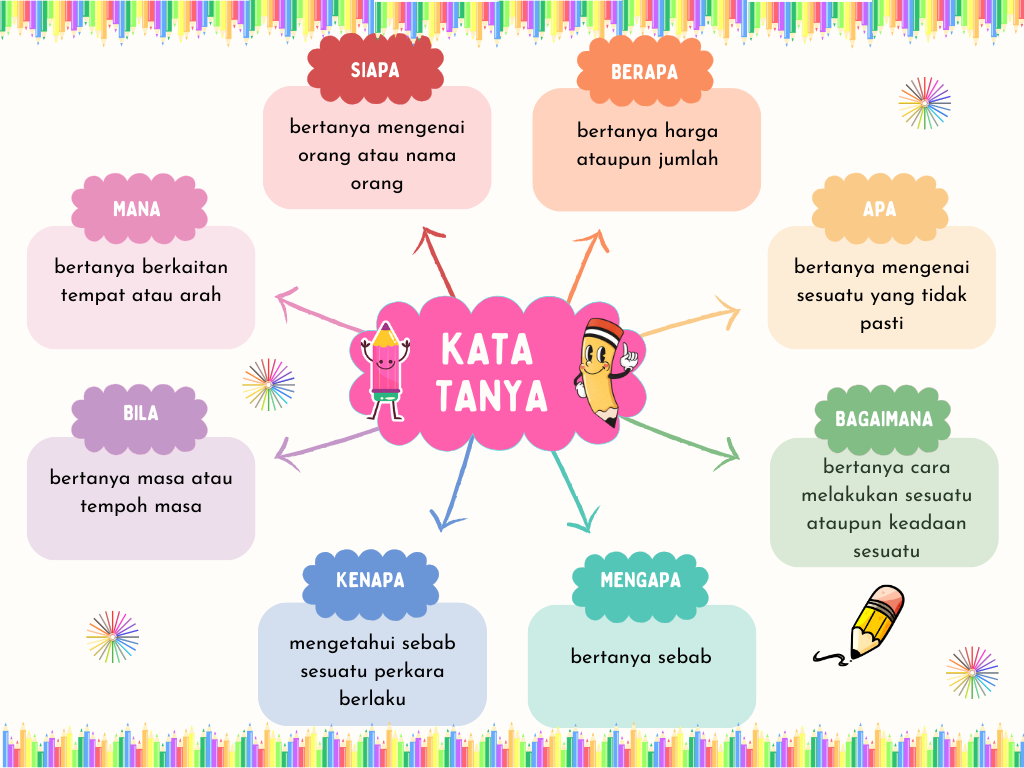 SIAPA
bertanya mengenai
orang atau nama
orang
BERAPA
bertanya harga
ataupun jumlah
MANA
bertanya berkaitan
tempat atau arah
APA
bertanya mengenai
sesuatu yang tidak
pasti
KATA
TANYA
BILA
bertanya masa atau
tempoh masa
BAGAIMANA
bertanya cara
melakukan sesuatu
ataupun keadaan
sesuatu
KENAPA
mengetahui sebab
sesuatu perkara
berlaku
MENGAPA
bertanya sebab